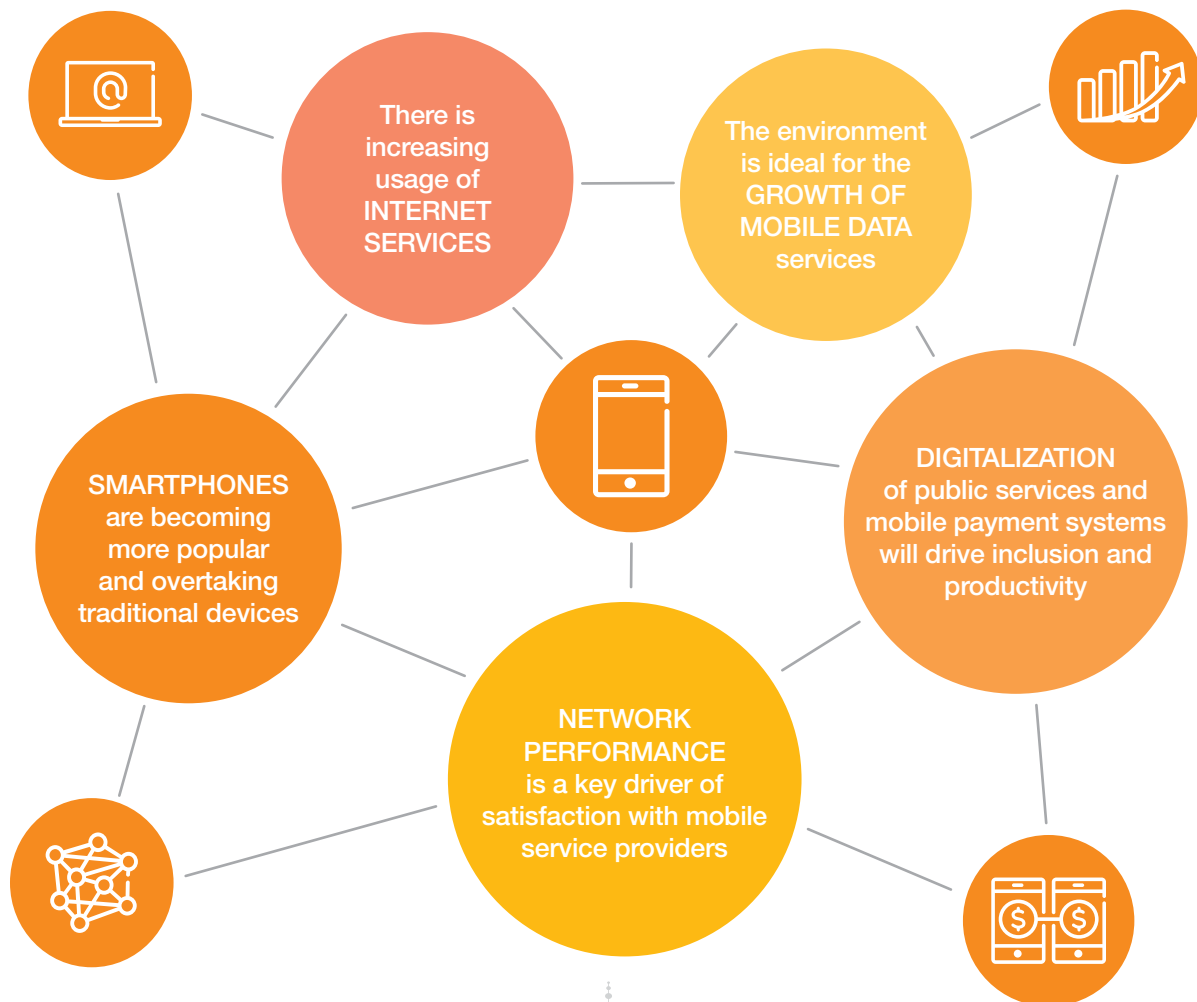 @
There is
increasing
usage of
INTERNET
SERVICES
The environment
is ideal for the
GROWTH OF
MOBILE DATA
services
SMARTPHONES
are becoming
more popular
and overtaking
traditional devices
DIGITALIZATION
of public services and
mobile payment systems
will drive inclusion and
productivity
NETWORK
PERFORMANCE
is a key driver of
satisfaction with mobile
service providers
$ $